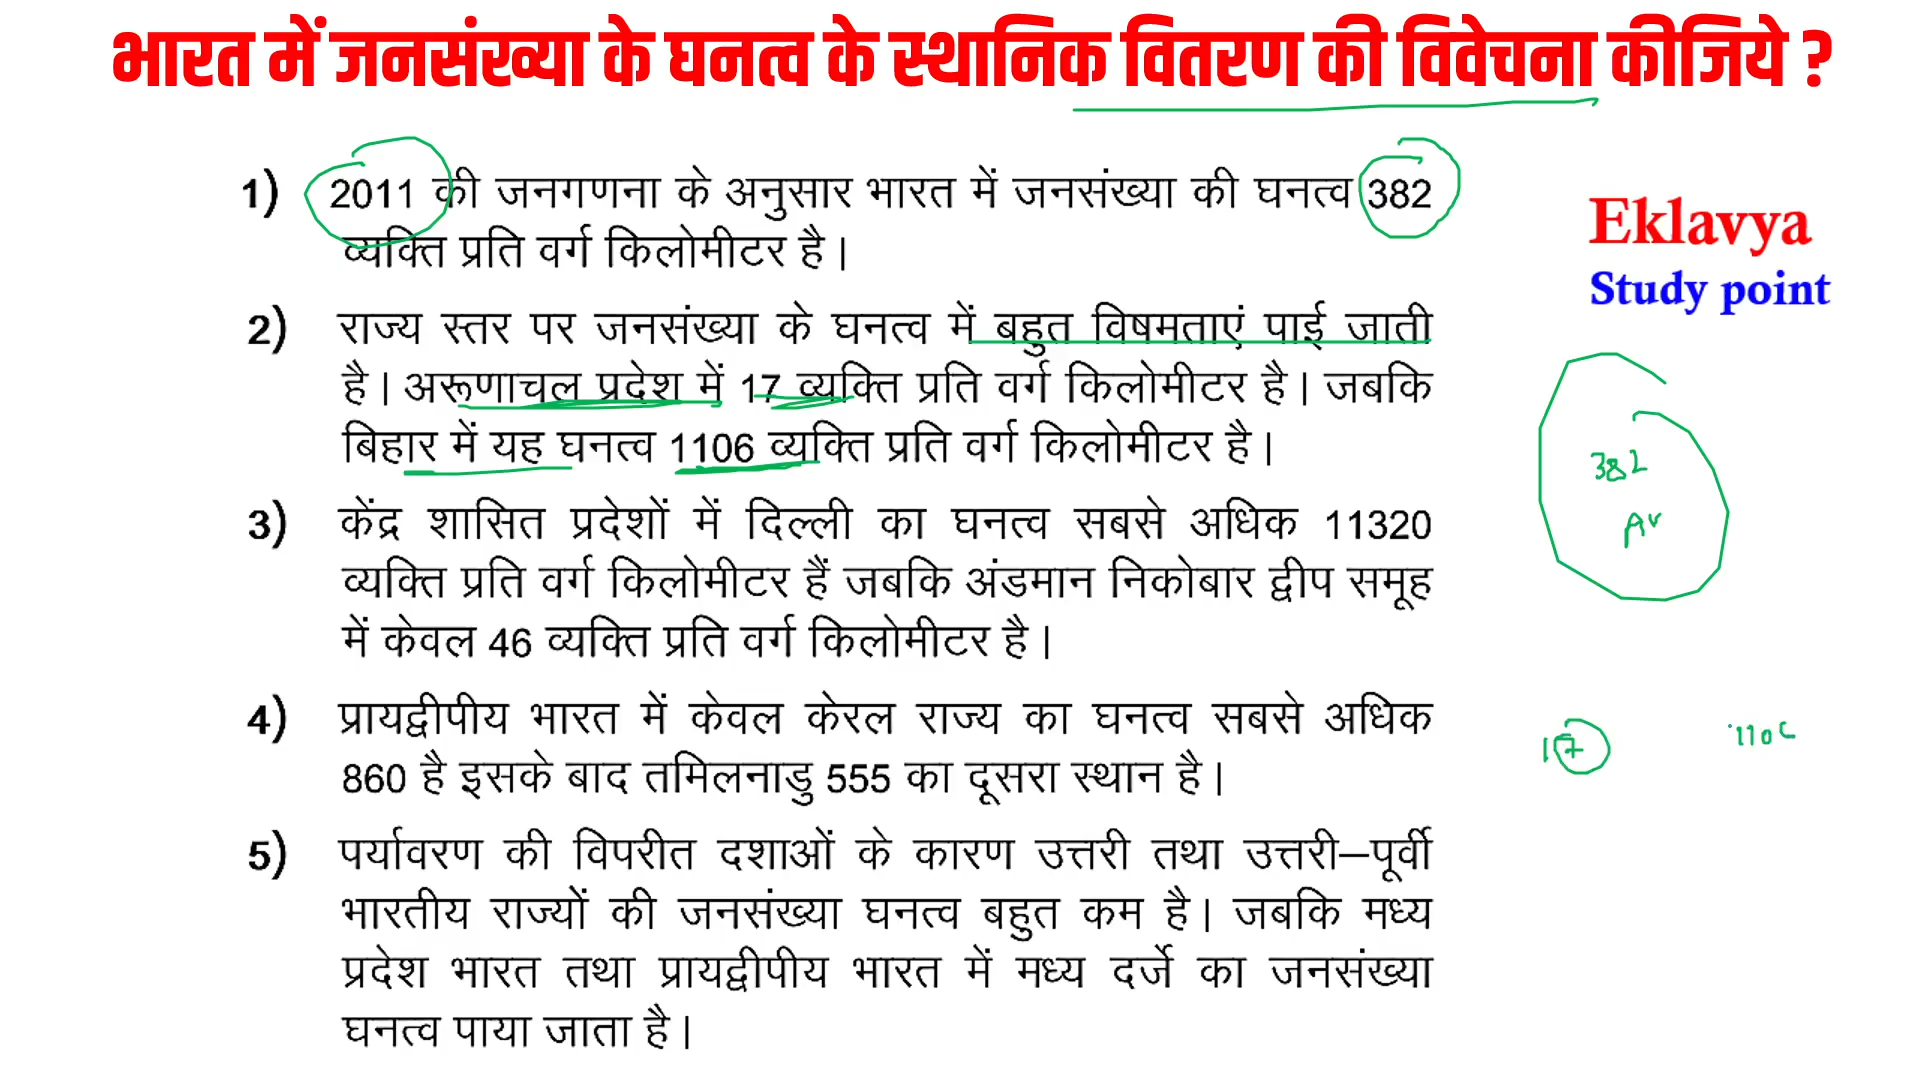 भारत में जनसंख्या के घनत्व के स्थानिक वितरण की विवेचना कीजिये ?
1) 2011 की जनगणना के अनुसार भारत में जनसंख्या की घनत्व 382
व्यक्ति प्रति वर्ग किलोमीटर है।
Eklavya
Study point
2) राज्य स्तर पर जनसंख्या के घनत्व में बहुत विषमताएं पाई जाती
है। अरूणाचल प्रदेश में 17 व्यक्ति प्रति वर्ग किलोमीटर है। जबकि
बिहार में यह घनत्व 1106 व्यक्ति प्रति वर्ग किलोमीटर है।
382
3) केंद्र शासित प्रदेशों में दिल्ली का घनत्व सबसे अधिक 11320
व्यक्ति प्रति वर्ग किलोमीटर हैं जबकि अंडमान निकोबार द्वीप समूह
में केवल 46 व्यक्ति प्रति वर्ग किलोमीटर है।
4) प्रायद्वीपीय भारत में केवल केरल राज्य का घनत्व सबसे अधिक
860 है इसके बाद तमिलनाडु 555 का दूसरा स्थान है।
17
5) पर्यावरण की विपरीत दशाओं के कारण उत्तरी तथा उत्तरी–पूर्वी
भारतीय राज्यों की जनसंख्या घनत्व बहुत कम है। जबकि मध्य
प्रदेश भारत तथा प्रायद्वीपीय भारत में मध्य दर्जे का जनसंख्या
घनत्व पाया जाता है।